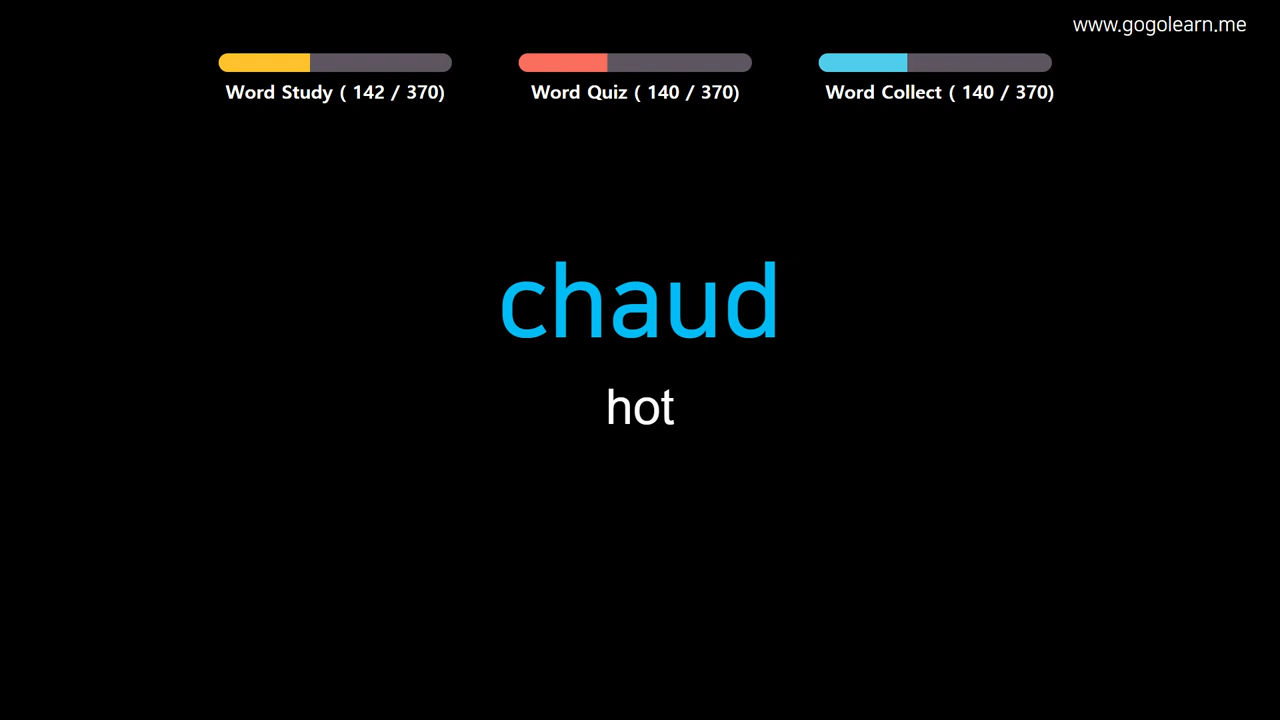 www.gogolearn.me
Word Study ( 142 / 370)
Word Quiz ( 140 / 370)
Word Collect ( 140 / 370)
chaud
hot